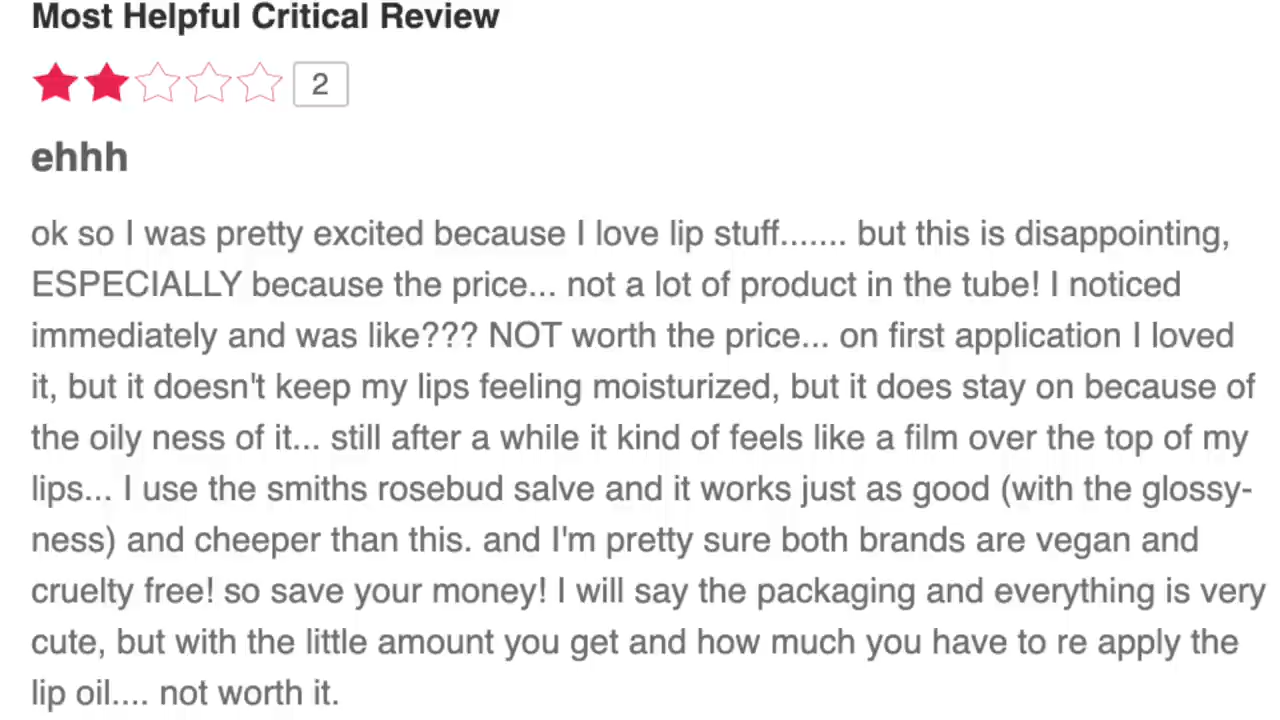 Most Helpful Critical Review
2
ehhh
ok so I was pretty excited because I love lip stuff....... but this is disappointing,
ESPECIALLY because the price... not a lot of product in the tube! I noticed
immediately and was like??? NOT worth the price... on first application I loved
it, but it doesn't keep my lips feeling moisturized, but it does stay on because of
the oily ness of it... still after a while it kind of feels like a film over the top of my
lips... I use the smiths rosebud salve and it works just as good (with the glossy-
ness) and cheeper than this. and I'm pretty sure both brands are vegan and
cruelty free! so save your money! I will say the packaging and everything is very
cute, but with the little amount you get and how much you have to re apply the
lip oil.... not worth it.